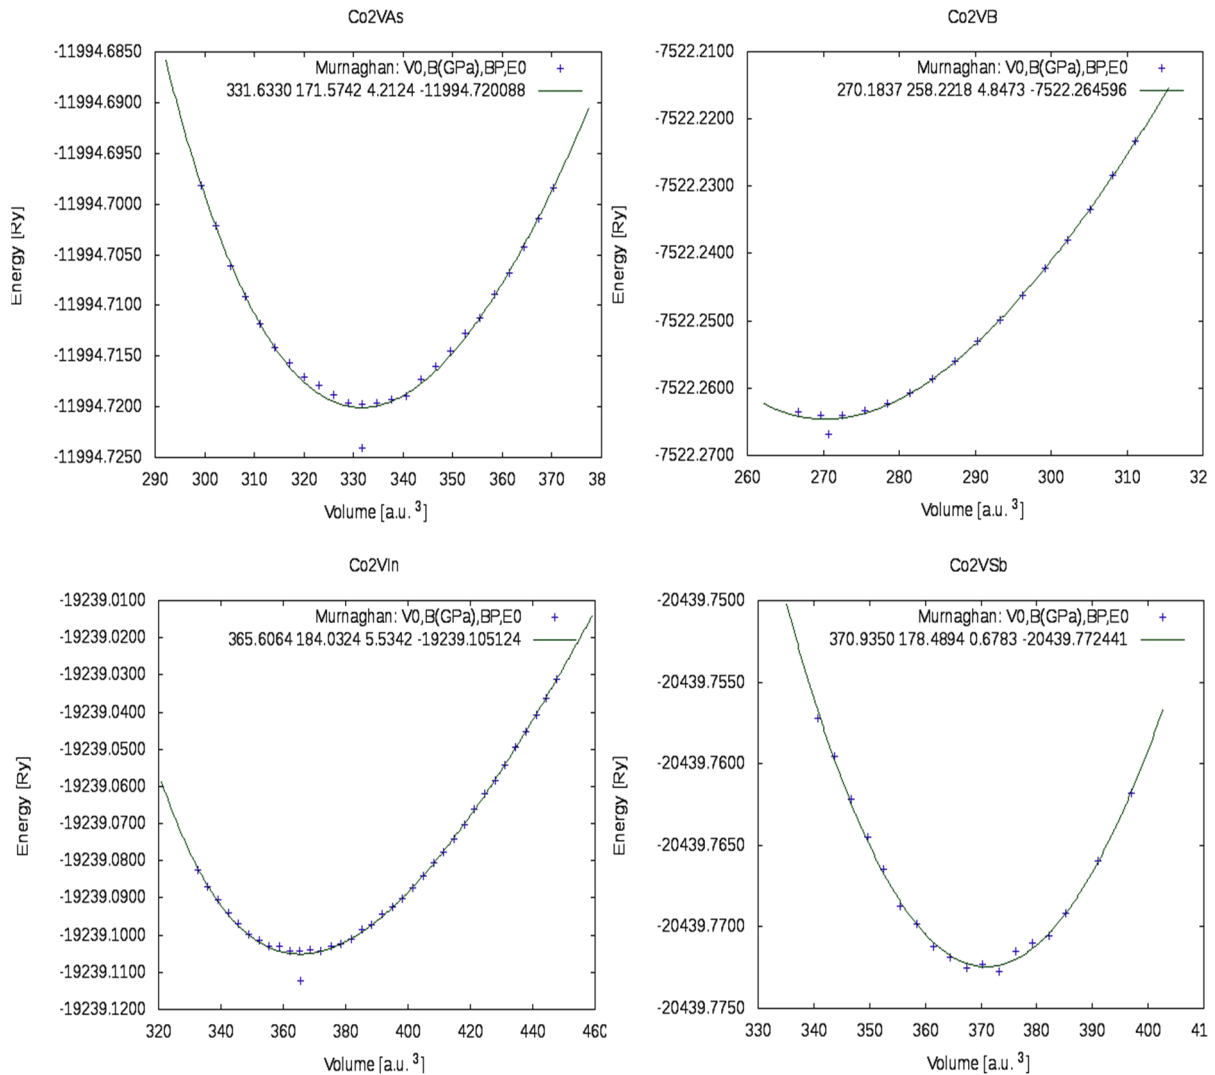 Co2VAs
-11994.6850
-11994.6900
-11994.6950
-11994.7000
-11994.7050
-11994.7100
-11994.7150
-11994.7200
-11994.7250
Energy [Ry]
Murnaghan: V0,B(GPa),BP,E0
331.6330 171.5742 4.2124 -11994.720088
290 300 310 320 330 340 350 360 370 38
Volume [a.u. ³]
Co2VB
-7522.2100
-7522.2200
-7522.2300
-7522.2400
-7522.2500
-7522.2600
-7522.2700
Energy [Ry]
Murnaghan: V0,B(GPa),BP,E0
270.1837 258.2218 4.8473 -7522.264596
260 270 280 290 300 310 32
Volume [a.u. ³]
Co2VIn
-19239.0100
-19239.0200
-19239.0300
-19239.0400
-19239.0500
-19239.0600
-19239.0700
-19239.0800
-19239.0900
-19239.1000
-19239.1100
-19239.1200
Energy [Ry]
Murnaghan: V0,B(GPa),BP,E0
365.6064 184.0324 5.5342 -19239.105124
320 340 360 380 400 420 440 460
Volume [a.u. ³]
Co2VSb
-20439.7500
-20439.7550
-20439.7600
-20439.7650
-20439.7700
-20439.7750
Energy [Ry]
Murnaghan: V0,B(GPa),BP,E0
370.9350 178.4894 0.6783 -20439.772441
330 340 350 360 370 380 390 400 41
Volume [a.u. ³]